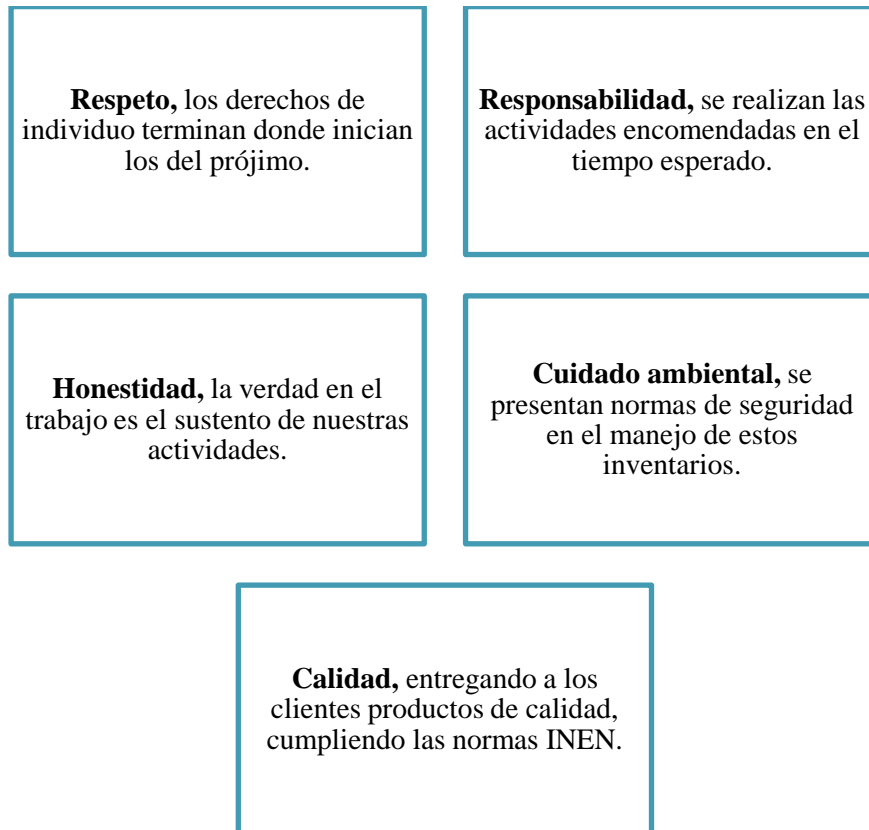 Respeto, los derechos de
individuo terminan donde inician
los del prójimo.
Responsabilidad, se realizan las
actividades encomendadas en el
tiempo esperado.
Honestidad, la verdad en el
trabajo es el sustento de nuestras
actividades.
Cuidado ambiental, se
presentan normas de seguridad
en el manejo de estos
inventarios.
Calidad, entregando a los
clientes productos de calidad,
cumpliendo las normas INEN.